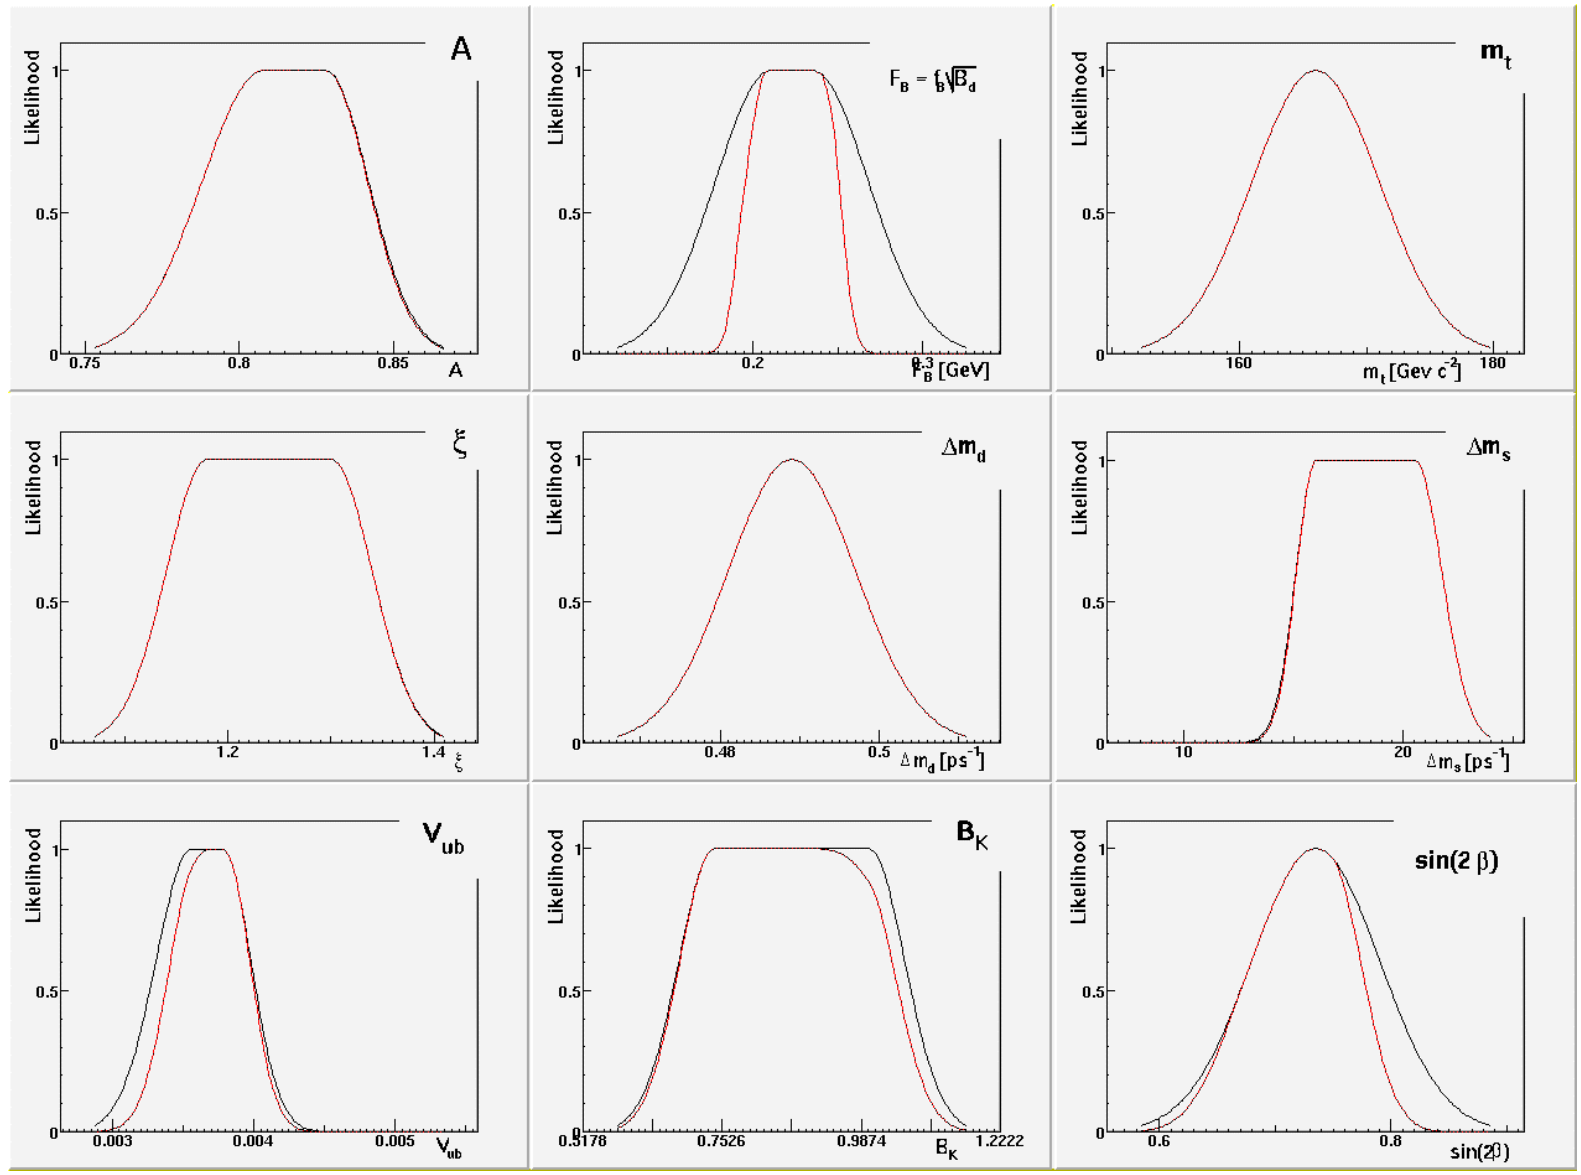 A
Likelihood
1
0.5
0
0.75
0.8
0.85
A
F_B = f_B√B_d
Likelihood
1
0.5
0
0.2
0.3
F_B [GeV]
m_t
Likelihood
1
0.5
0
160
180
m_t [Gev c^-2]
ξ
Likelihood
1
0.5
0
1.2
1.4
ξ
Δm_d
Likelihood
1
0.5
0
0.48
0.5
Δm_d [ps^-1]
Δm_s
Likelihood
1
0.5
0
10
20
Δm_s [ps^-1]
V_ub
Likelihood
1
0.5
0
0.003
0.004
0.005
V_ub
B_K
Likelihood
1
0.5
0
0.5178
0.7526
0.9874
1.2222
B_K
sin(2 β)
Likelihood
1
0.5
0
0.6
0.8
sin(2β)